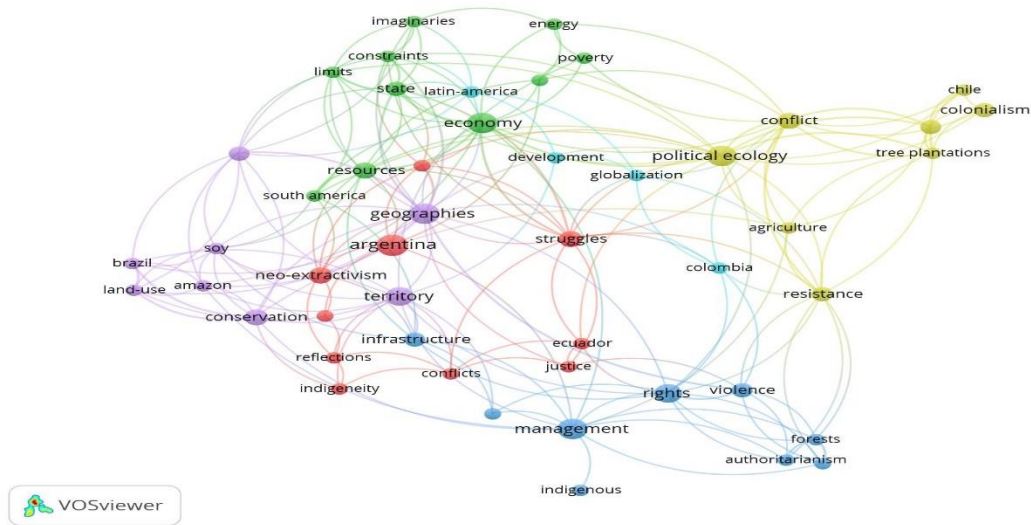 imaginaries
energy
constraints
poverty
limits
state
latin-america
chile
colonialism
economy
conflict
development
political ecology
tree plantations
resources
globalization
south america
geographies
agriculture
argentina
struggles
soy
brazil
neo-extractivism
colombia
land-use
amazon
territory
resistance
conservation
infrastructure
reflections
ecuador
justice
conflicts
indigeneity
rights
violence
management
forests
authoritarianism
indigenous
VOSviewer